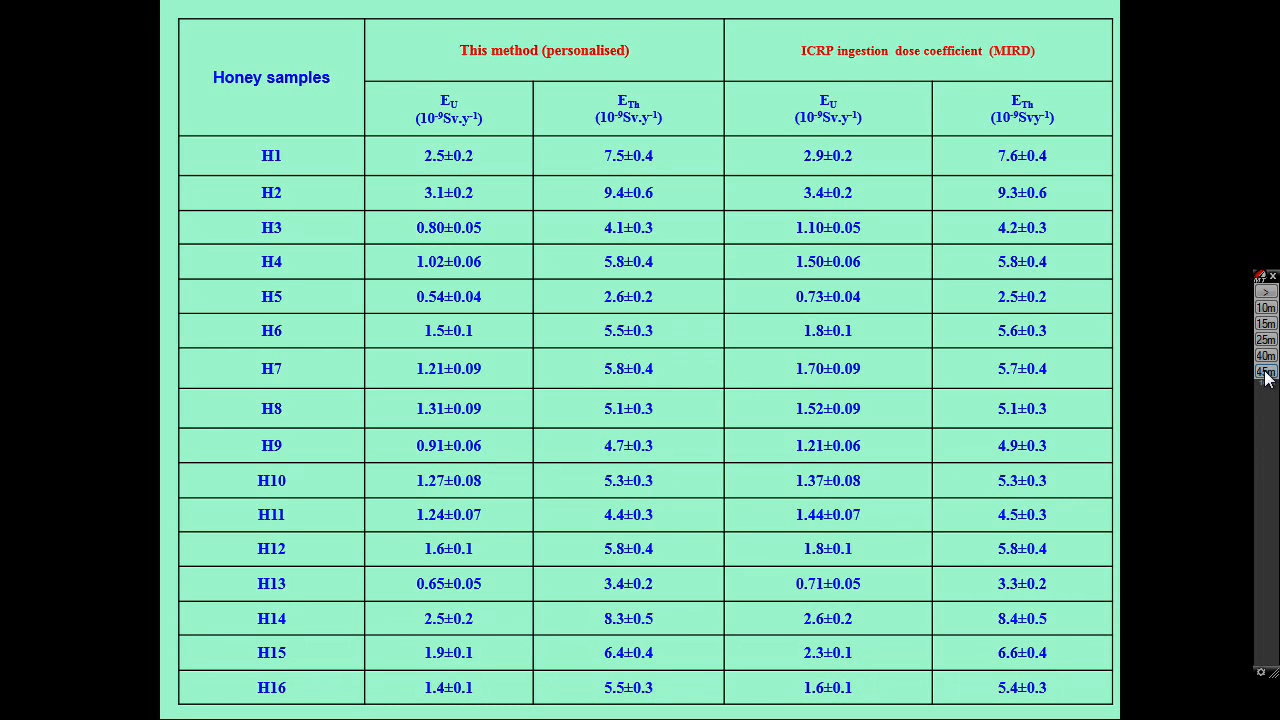 This method (personalised) ICRP ingestion dose coefficient (MIRD)
Honey samples
E_U E_Th E_U E_Th
(10⁻⁹Sv.y⁻¹) (10⁻⁹Sv.y⁻¹) (10⁻⁹Sv.y⁻¹) (10⁻⁹Svy⁻¹)
H1 2.5±0.2 7.5±0.4 2.9±0.2 7.6±0.4
H2 3.1±0.2 9.4±0.6 3.4±0.2 9.3±0.6
H3 0.80±0.05 4.1±0.3 1.10±0.05 4.2±0.3
H4 1.02±0.06 5.8±0.4 1.50±0.06 5.8±0.4
H5 0.54±0.04 2.6±0.2 0.73±0.04 2.5±0.2
H6 1.5±0.1 5.5±0.3 1.8±0.1 5.6±0.3
H7 1.21±0.09 5.8±0.4 1.70±0.09 5.7±0.4
H8 1.31±0.09 5.1±0.3 1.52±0.09 5.1±0.3
H9 0.91±0.06 4.7±0.3 1.21±0.06 4.9±0.3
H10 1.27±0.08 5.3±0.3 1.37±0.08 5.3±0.3
H11 1.24±0.07 4.4±0.3 1.44±0.07 4.5±0.3
H12 1.6±0.1 5.8±0.4 1.8±0.1 5.8±0.4
H13 0.65±0.05 3.4±0.2 0.71±0.05 3.3±0.2
H14 2.5±0.2 8.3±0.5 2.6±0.2 8.4±0.5
H15 1.9±0.1 6.4±0.4 2.3±0.1 6.6±0.4
H16 1.4±0.1 5.5±0.3 1.6±0.1 5.4±0.3
MT X
>
10m
15m
25m
40m
45m